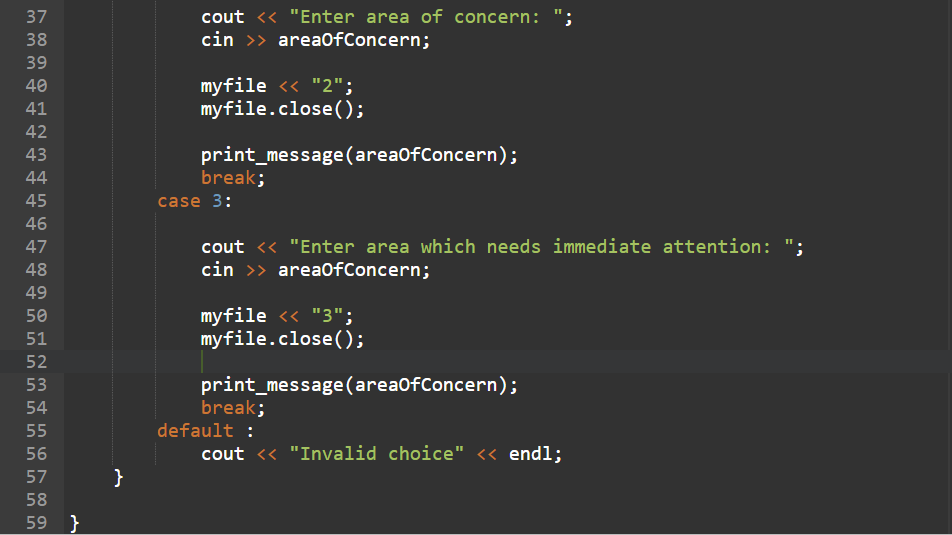 37 cout << "Enter area of concern: ";
38 cin >> areaOfConcern;
39
40 myfile << "2";
41 myfile.close();
42
43 print_message(areaOfConcern);
44 break;
45 case 3:
46
47 cout << "Enter area which needs immediate attention: ";
48 cin >> areaOfConcern;
49
50 myfile << "3";
51 myfile.close();
52
53 print_message(areaOfConcern);
54 break;
55 default :
56 cout << "Invalid choice" << endl;
57 }
58
59 }